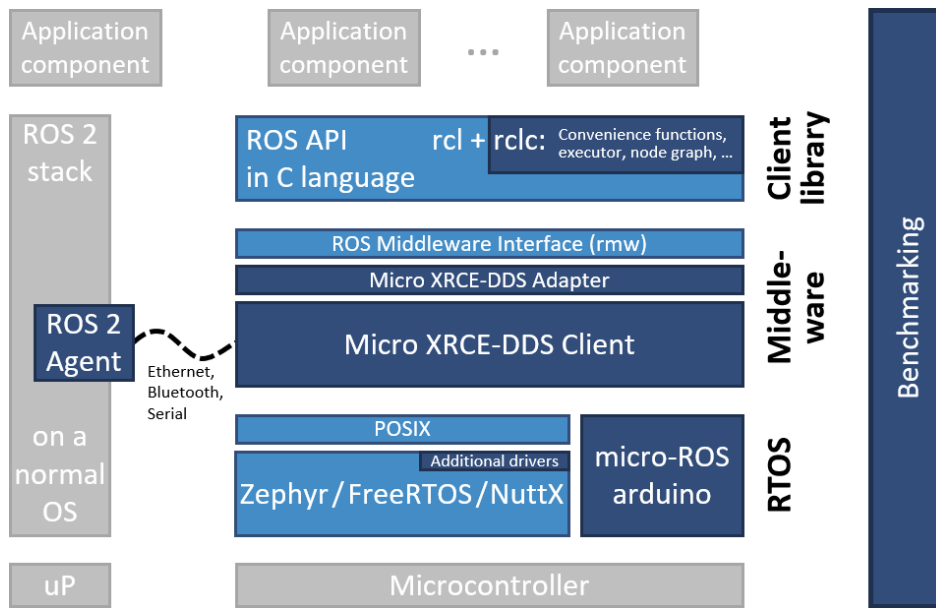 Application
component
Application
component
...
Application
component
ROS 2
stack
on a
normal
OS
ROS 2
Agent
Ethernet,
Bluetooth,
Serial
uP
ROS API
in C language
rcl + rclc:
Convenience functions,
executor, node graph, ...
ROS Middleware Interface (rmw)
Micro XRCE-DDS Adapter
Micro XRCE-DDS Client
POSIX
Additional drivers
Zephyr/FreeRTOS/NuttX
micro-ROS
arduino
Microcontroller
Client
library
Middle-
ware
RTOS
Benchmarking